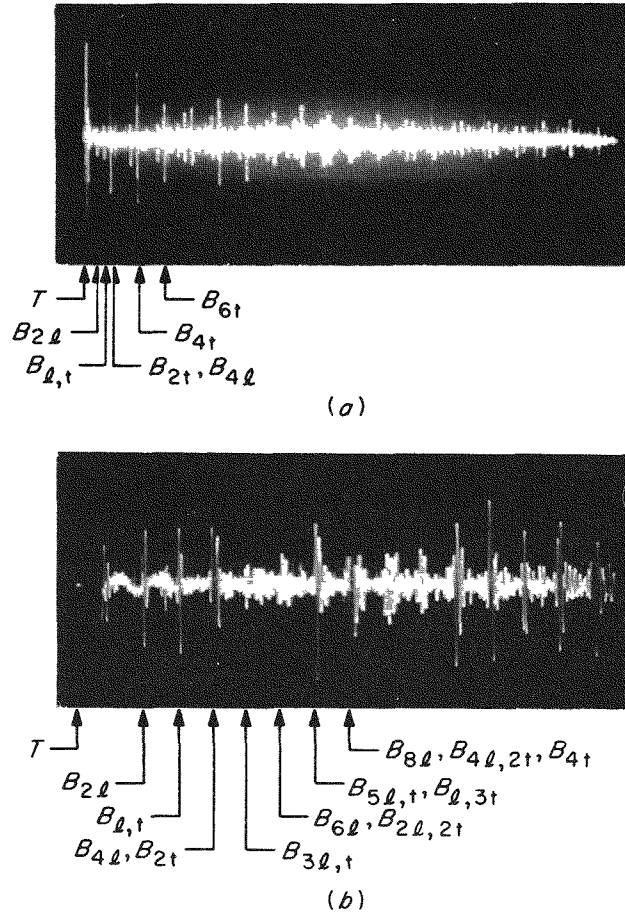 T
B6t
B2ℓ
B4t
Bℓ,t
B2t, B4ℓ
(a)
T
B8ℓ, B4ℓ,2t, B4t
B2ℓ
B5ℓ,t, Bℓ,3t
Bℓ,t
B6ℓ, B2ℓ,2t
B4ℓ, B2t
B3ℓ,t
(b)